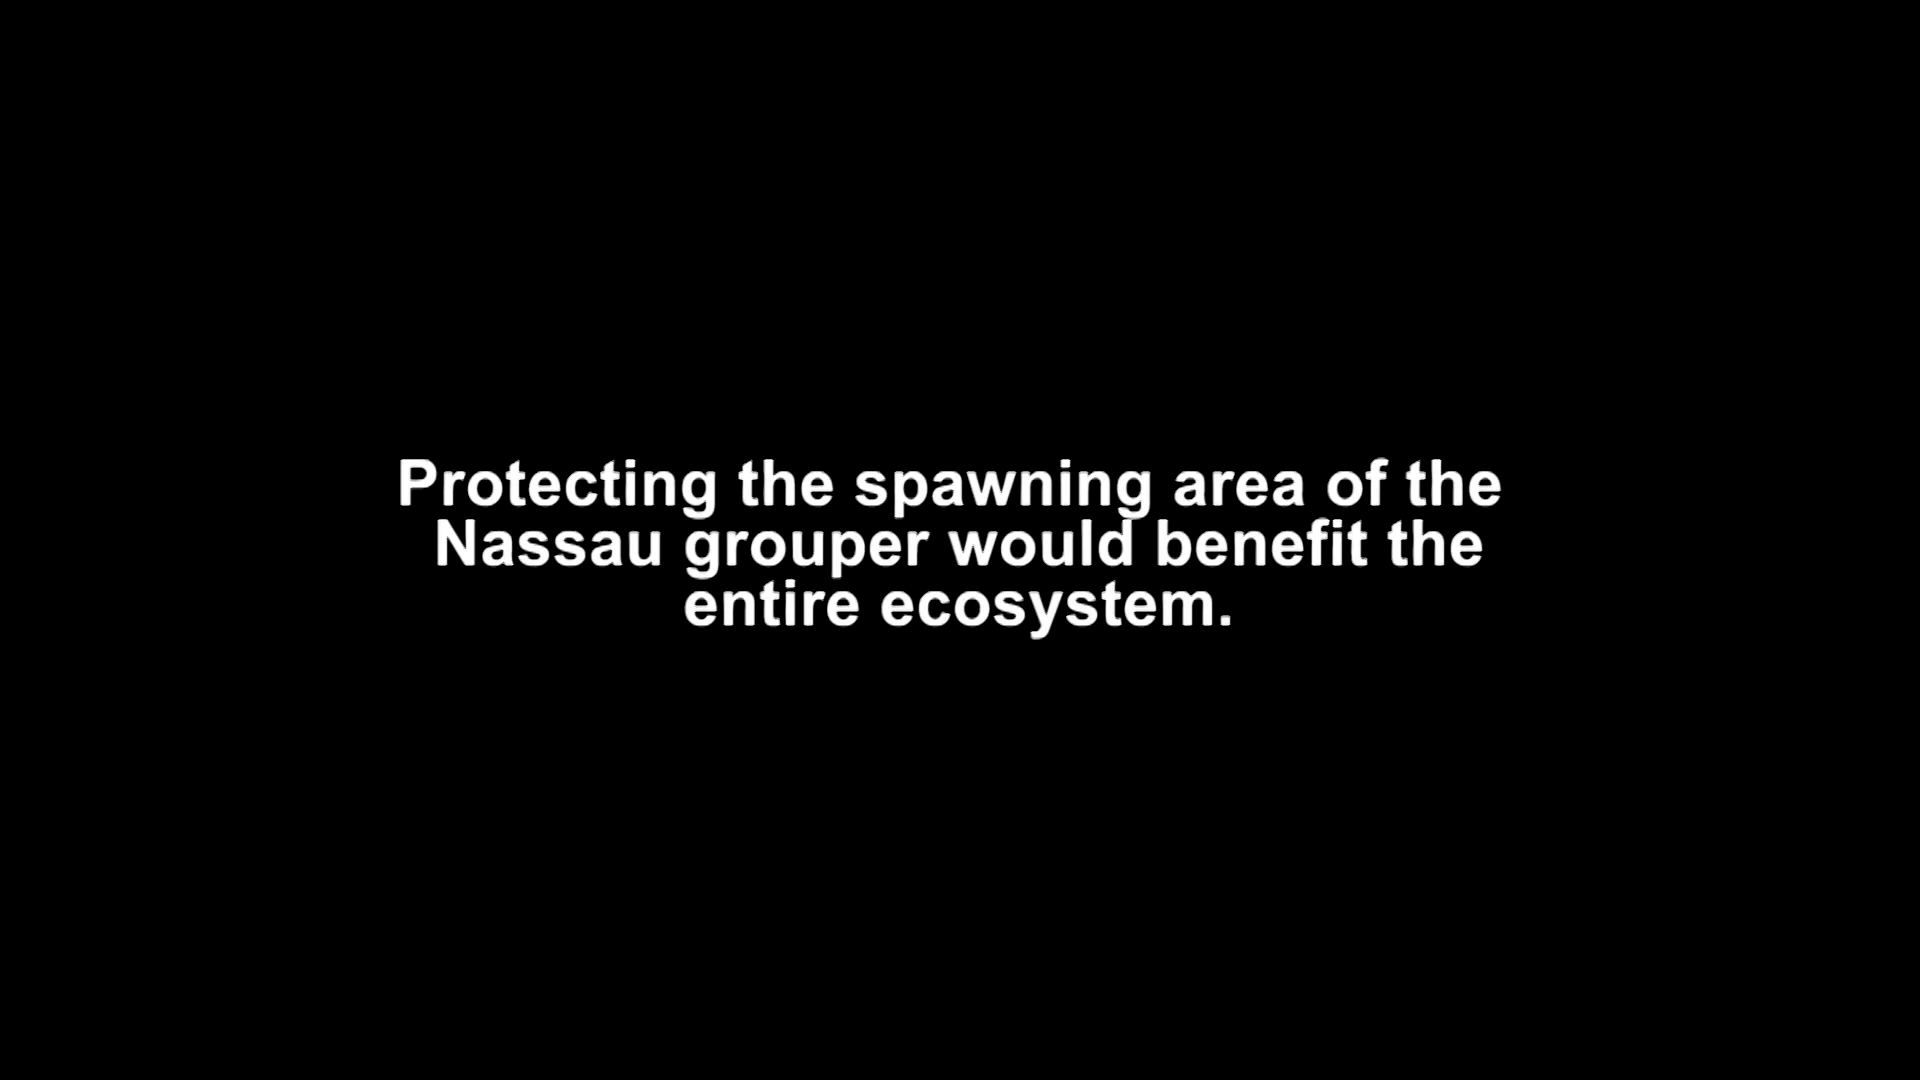 Protecting the spawning area of the
Nassau grouper would benefit the
entire ecosystem.